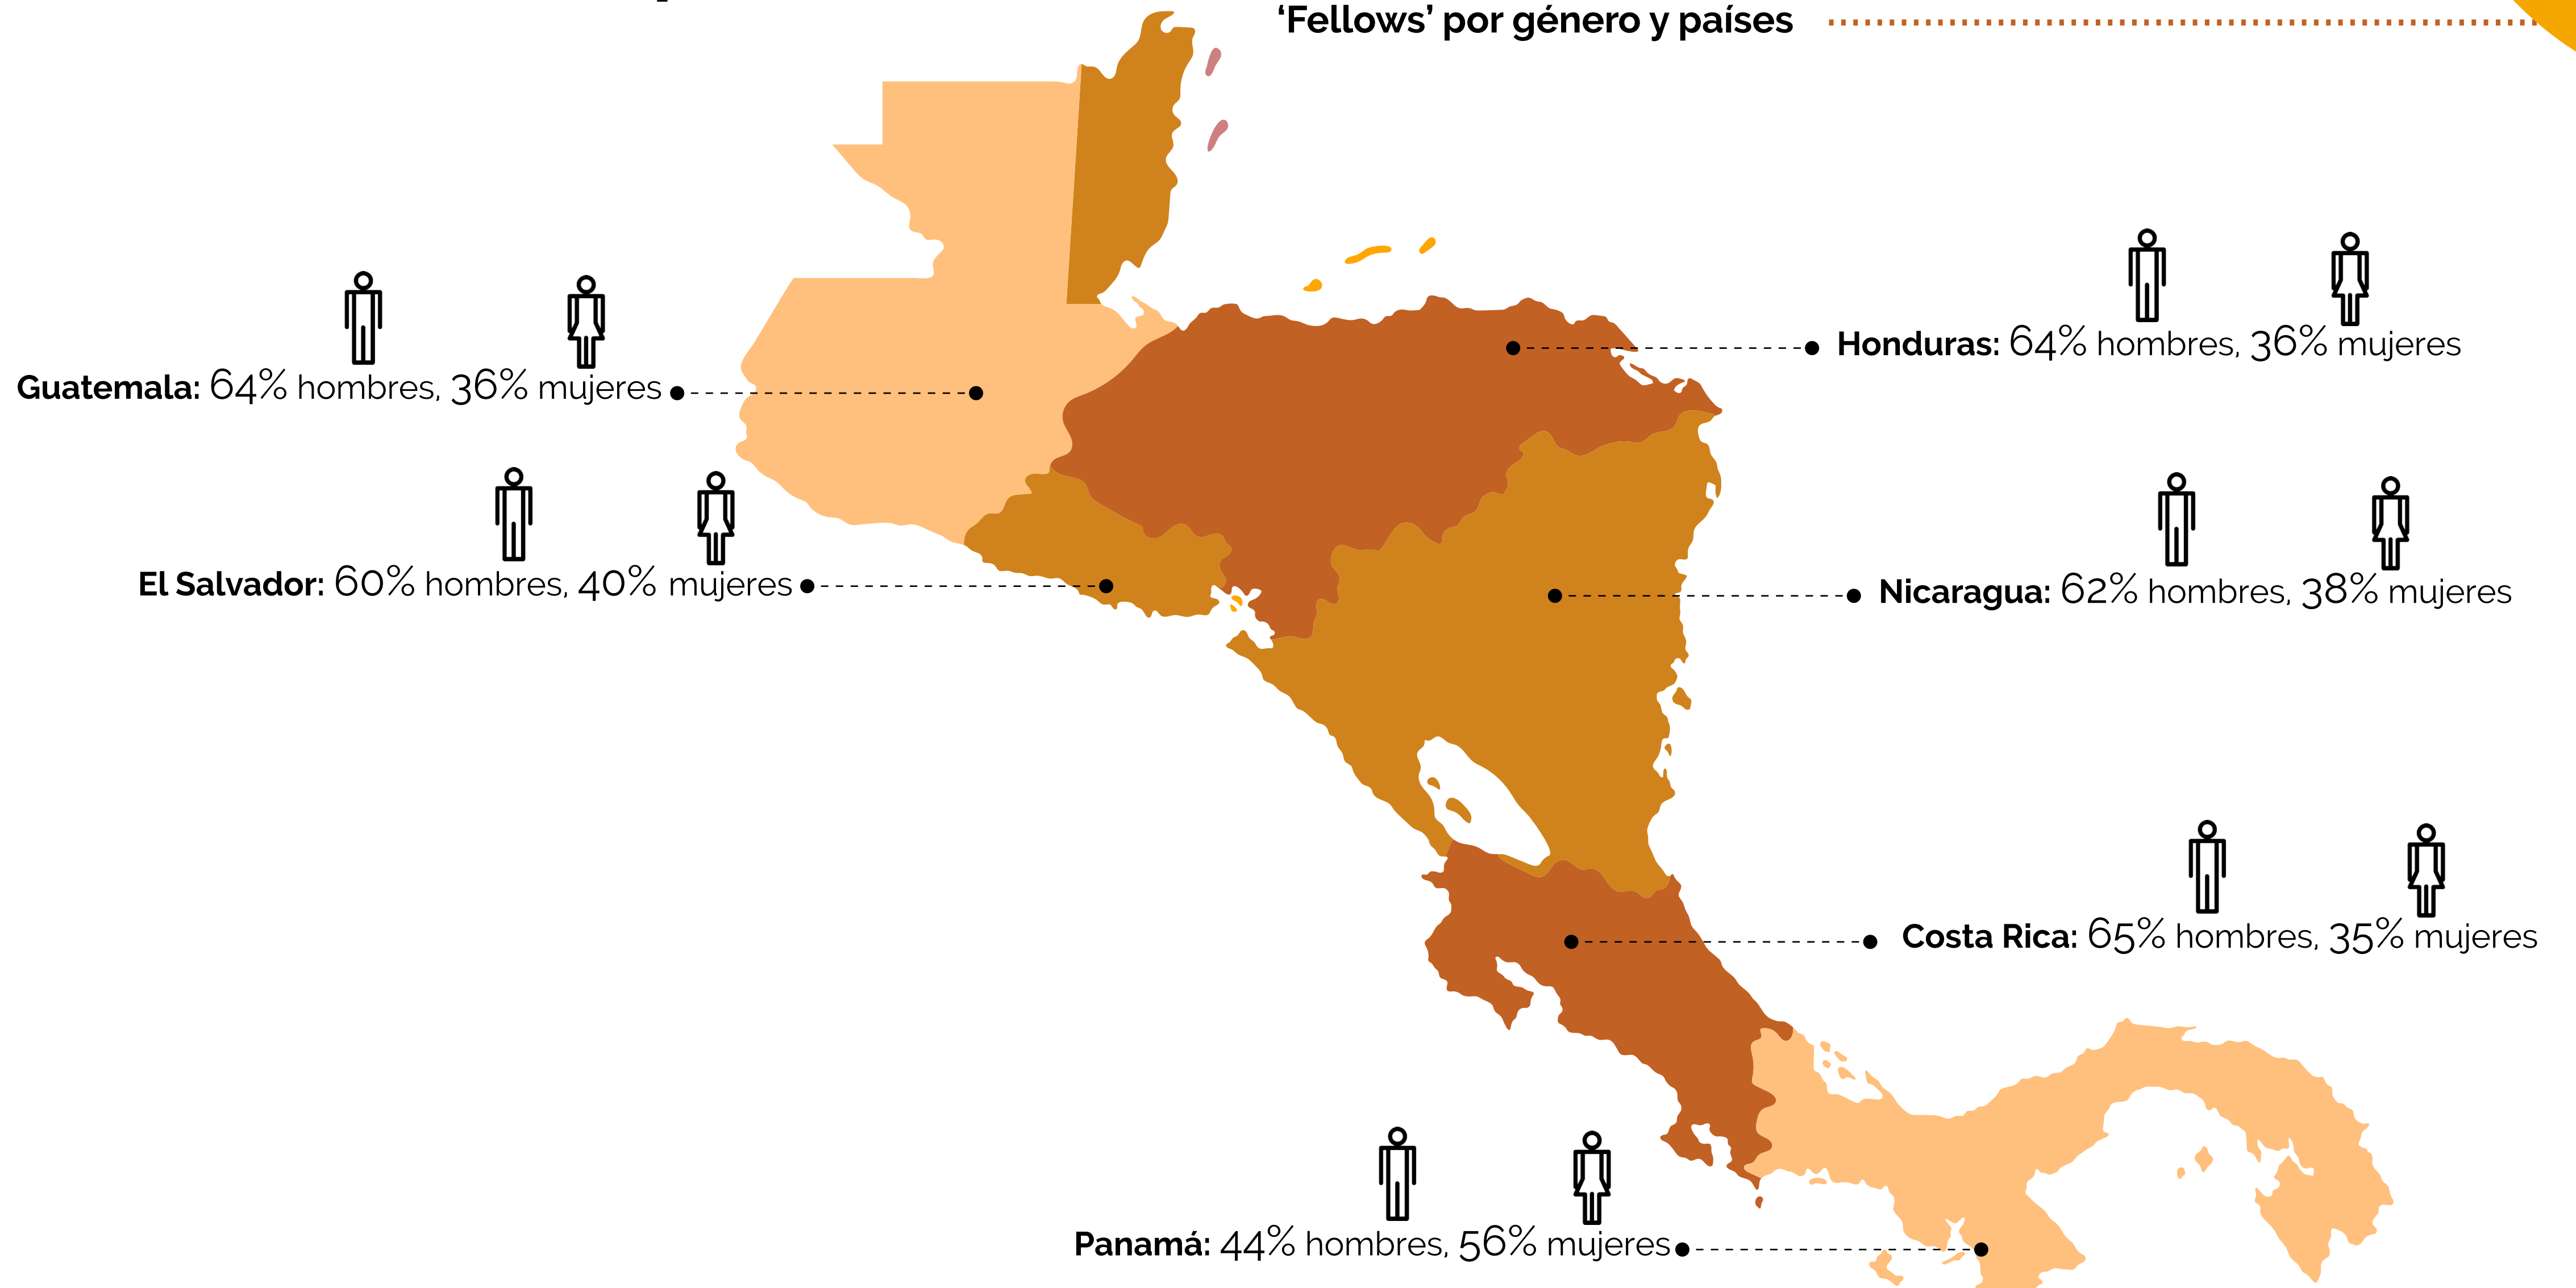 ‘Fellows’ por género y países
Honduras: 64% hombres, 36% mujeres
Guatemala: 64% hombres, 36% mujeres
El Salvador: 60% hombres, 40% mujeres
Nicaragua: 62% hombres, 38% mujeres
Costa Rica: 65% hombres, 35% mujeres
Panamá: 44% hombres, 56% mujeres